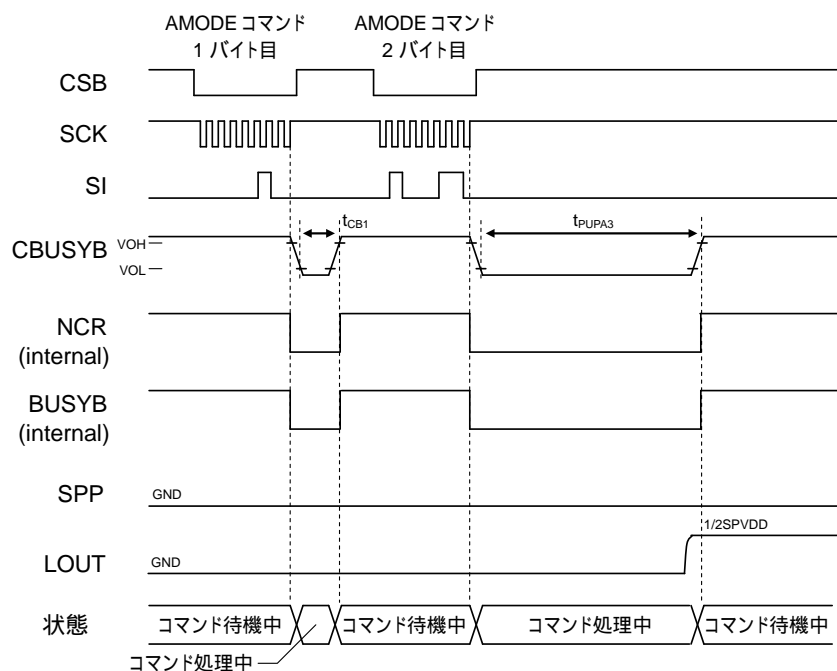 AMODE コマンド
1 バイト目
AMODE コマンド
2 バイト目
CSB
SCK
SI
tCB1
tPUPA3
CBUSYB
VOH
VOL
NCR
(internal)
BUSYB
(internal)
SPP
GND
1/2SPVDD
LOUT
GND
状態
コマンド待機中
コマンド待機中
コマンド処理中
コマンド待機中
コマンド処理中